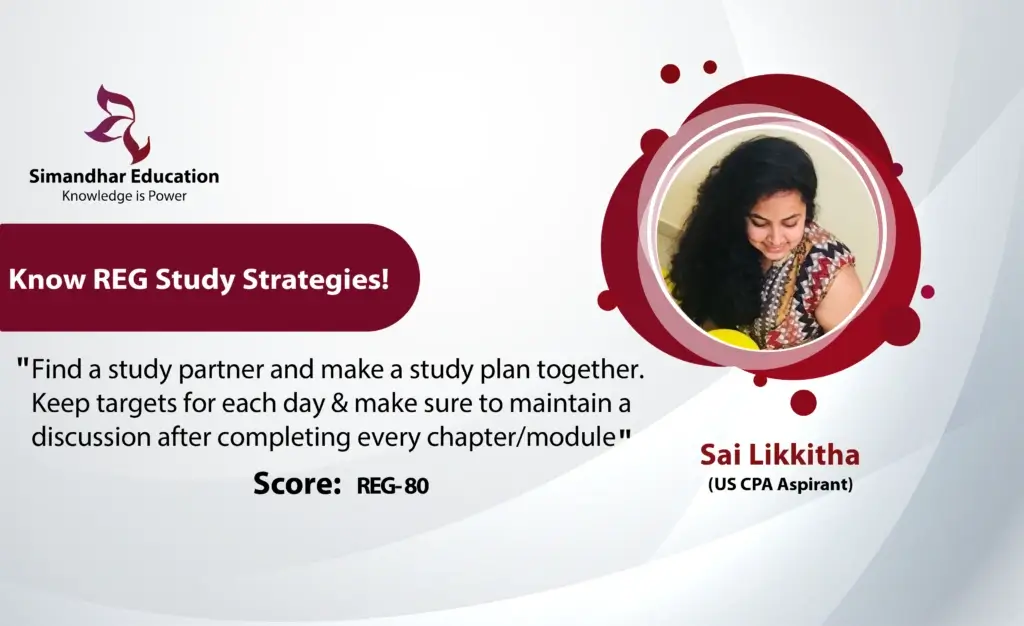 Simandhar Education
Knowledge is Power
Know REG Study Strategies!
"Find a study partner and make a study plan together.
Keep targets for each day & make sure to maintain a
discussion after completing every chapter/module"
Score: REG-80
Sai Likkitha
(US CPA Aspirant)